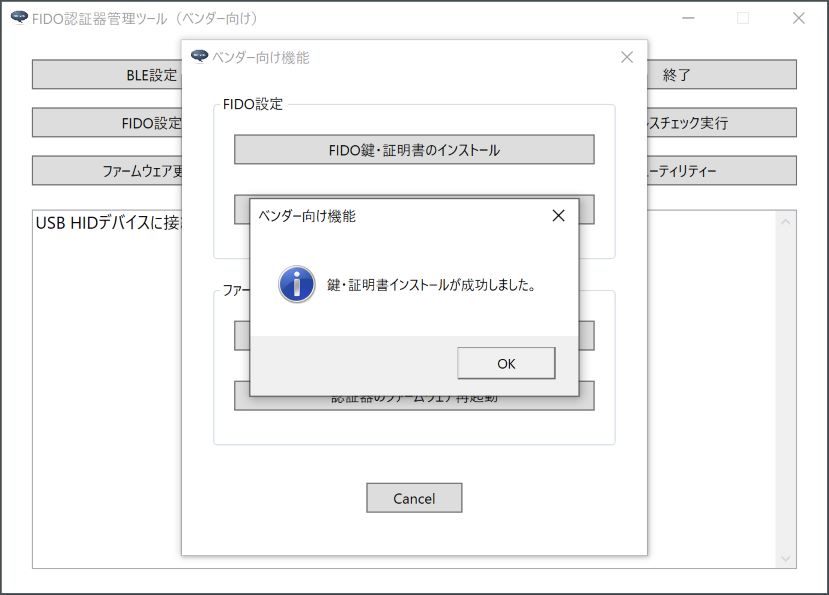 FIDO認証器管理ツール（ベンダー向け）
ベンダー向け機能
BLE設定
終了
FIDO設定
FIDO設定
スチェック実行
FIDO鍵・証明書のインストール
ファームウェア更
ーティリティー
USB HIDデバイスに接
ベンダー向け機能
鍵・証明書インストールが成功しました。
ファー
OK
認証器のファームウェア再起動
Cancel